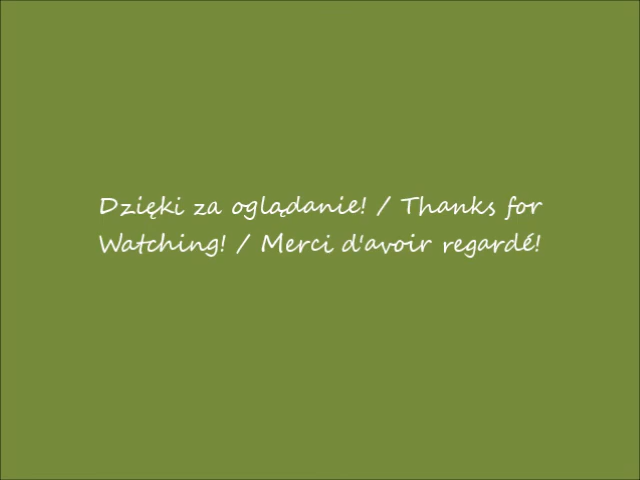 Dzięki za oglądanie! / Thanks for
Watching! / Merci d'avoir regardé!